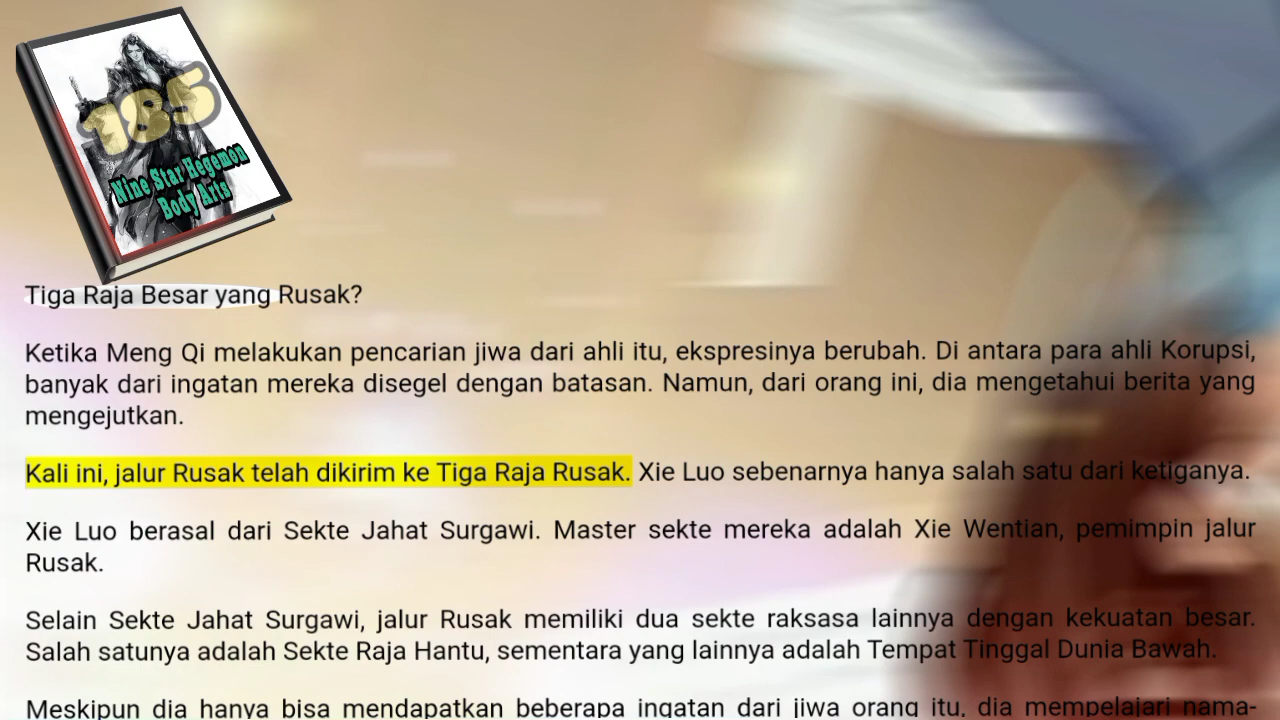 185
Nine Star Hegemon
Body Arts
Tiga Raja Besar yang Rusak?
Ketika Meng Qi melakukan pencarian jiwa dari ahli itu, ekspresinya berubah. Di antara para ahli Korupsi,
banyak dari ingatan mereka disegel dengan batasan. Namun, dari orang ini, dia mengetahui berita yang
mengejutkan.
Kali ini, jalur Rusak telah dikirim ke Tiga Raja Rusak. Xie Luo sebenarnya hanya salah satu dari ketiganya.
Xie Luo berasal dari Sekte Jahat Surgawi. Master sekte mereka adalah Xie Wentian, pemimpin jalur
Rusak.
Selain Sekte Jahat Surgawi, jalur Rusak memiliki dua sekte raksasa lainnya dengan kekuatan besar.
Salah satunya adalah Sekte Raja Hantu, sementara yang lainnya adalah Tempat Tinggal Dunia Bawah.
Meskipun dia hanya bisa mendapatkan beberapa ingatan dari jiwa orang itu, dia mempelajari nama-